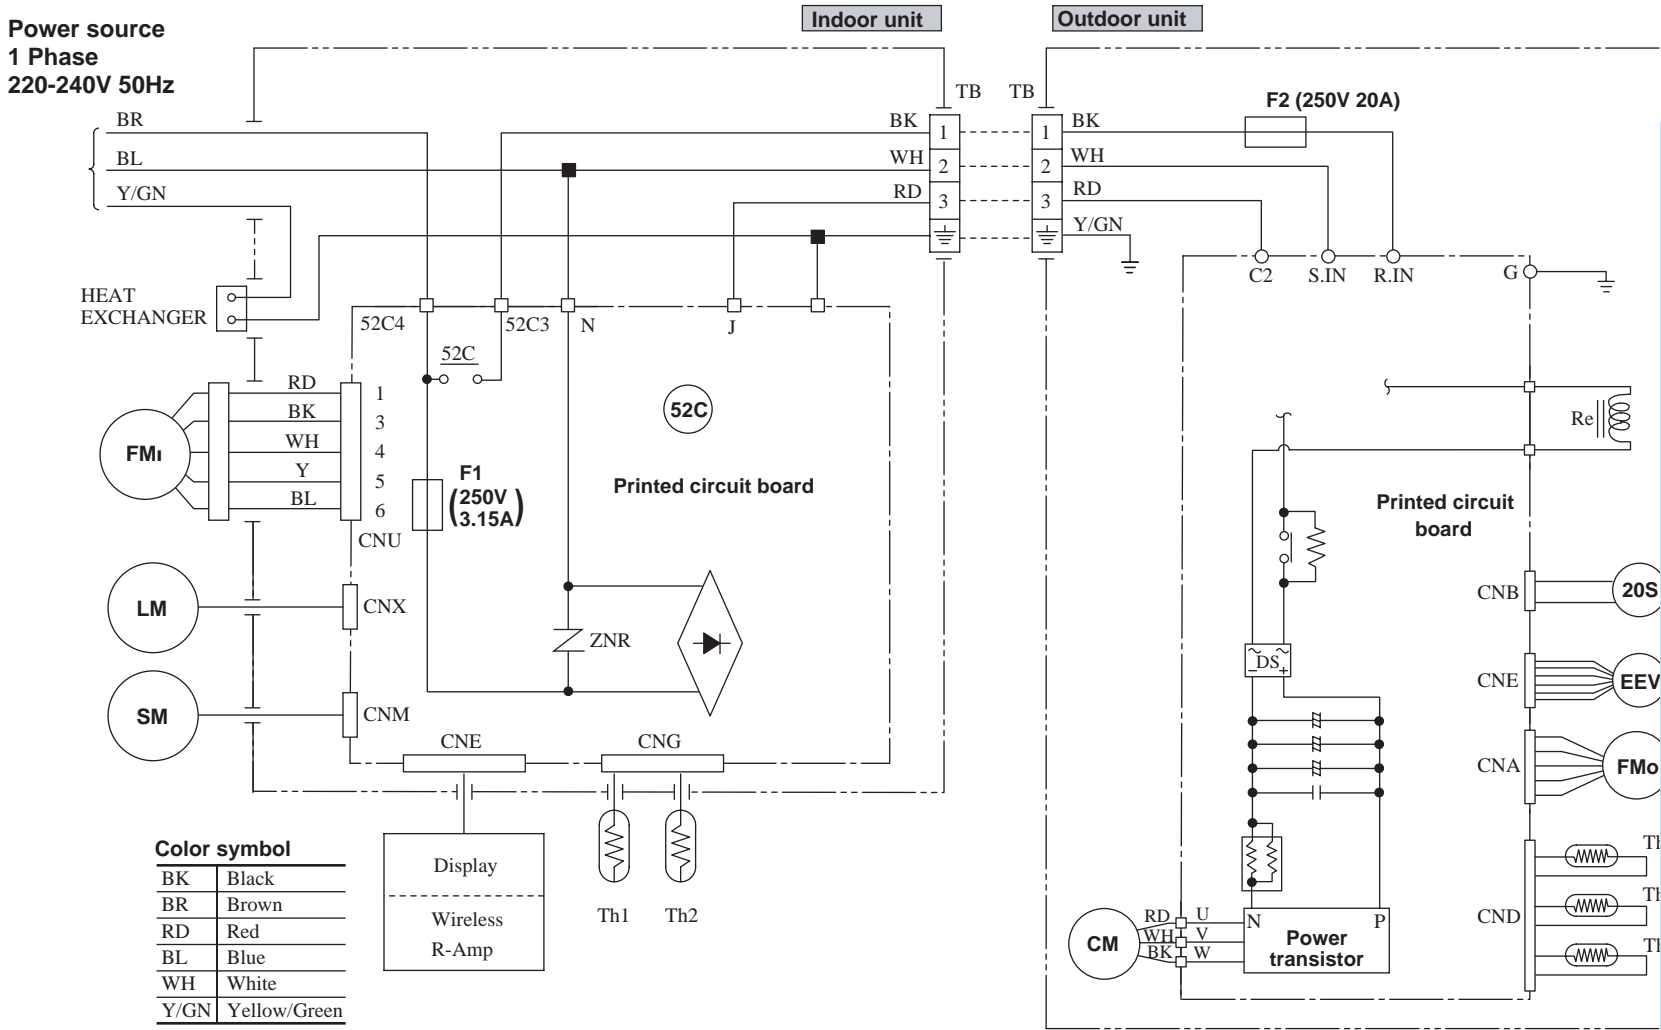 Power source
1 Phase
220-240V 50Hz
Indoor unit
Outdoor unit
TB
TB
F2 (250V 20A)
BR
BL
Y/GN
BK
WH
RD
1
2
3
1
2
3
BK
WH
RD
Y/GN
HEAT
EXCHANGER
52C4
52C3
N
J
52C
52C
C2
S.IN
R.IN
G
FMI
RD
BK
WH
Y
BL
1
3
4
5
6
CNU
F1
(250V
3.15A)
Printed circuit board
Re
Printed circuit
board
LM
CNX
ZNR
SM
CNM
CNE
CNG
DS
CNB
20S
CNE
EEV
CNA
FMo
CND
Display
Wireless
R-Amp
Th1
Th2
CM
RD
WH
BK
U
V
W
N
P
Power
transistor
Color symbol
BK Black
BR Brown
RD Red
BL Blue
WH White
Y/GN Yellow/Green